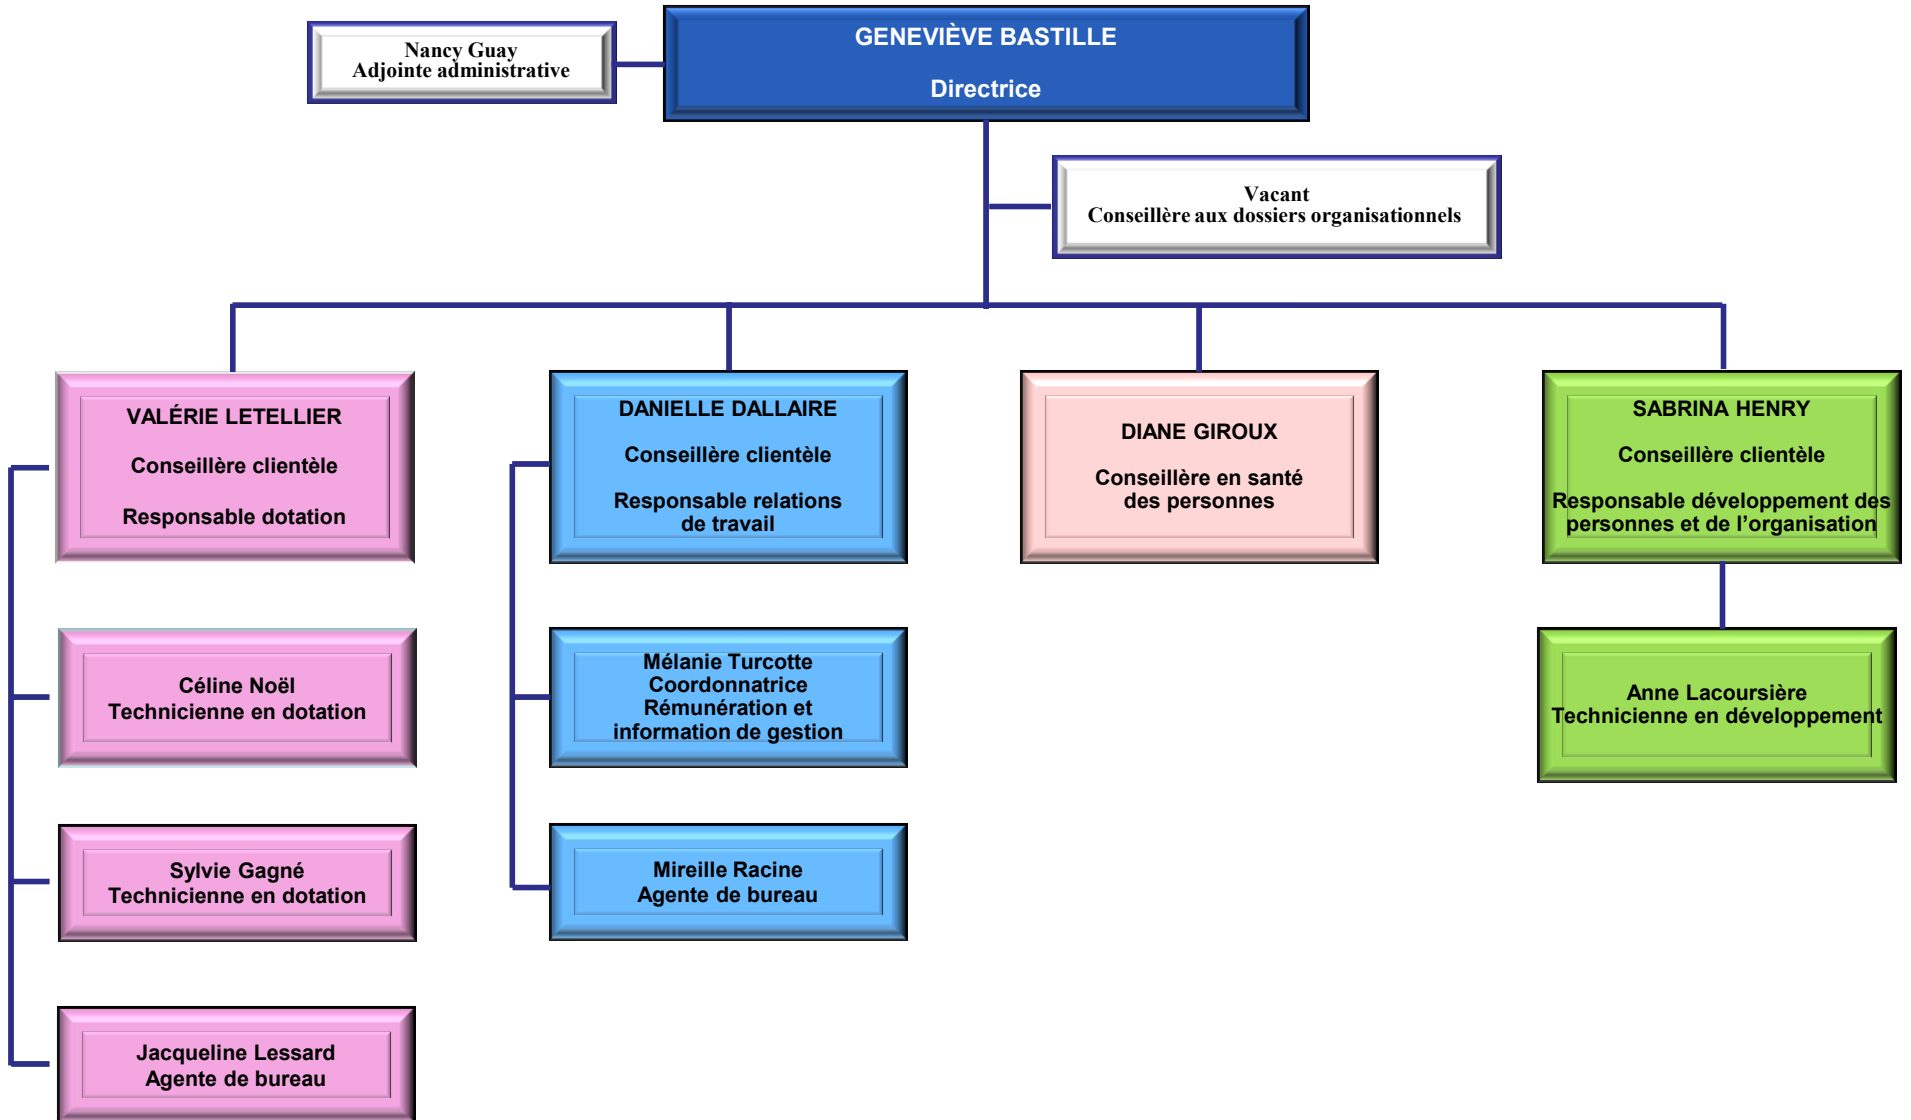 GENEVIÈVE BASTILLE
Directrice
Nancy Guay
Adjointe administrative
Vacant
Conseillère aux dossiers organisationnels
VALÉRIE LETELLIER
Conseillère clientèle
Responsable dotation
DANIELLE DALLAIRE
Conseillère clientèle
Responsable relations
de travail
DIANE GIROUX
Conseillère en santé
des personnes
SABRINA HENRY
Conseillère clientèle
Responsable développement des
personnes et de l’organisation
Céline Noël
Technicienne en dotation
Mélanie Turcotte
Coordonnatrice
Rémunération et
information de gestion
Anne Lacoursière
Technicienne en développement
Sylvie Gagné
Technicienne en dotation
Mireille Racine
Agente de bureau
Jacqueline Lessard
Agente de bureau